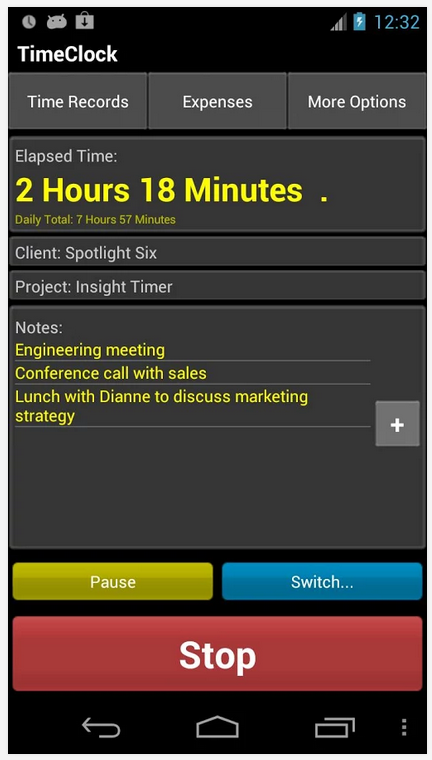 12:32
TimeClock
Time Records
Expenses
More Options
Elapsed Time:
2 Hours 18 Minutes .
Daily Total: 7 Hours 57 Minutes
Client: Spotlight Six
Project: Insight Timer
Notes:
Engineering meeting
Conference call with sales
Lunch with Dianne to discuss marketing
strategy
+
Pause
Switch...
Stop